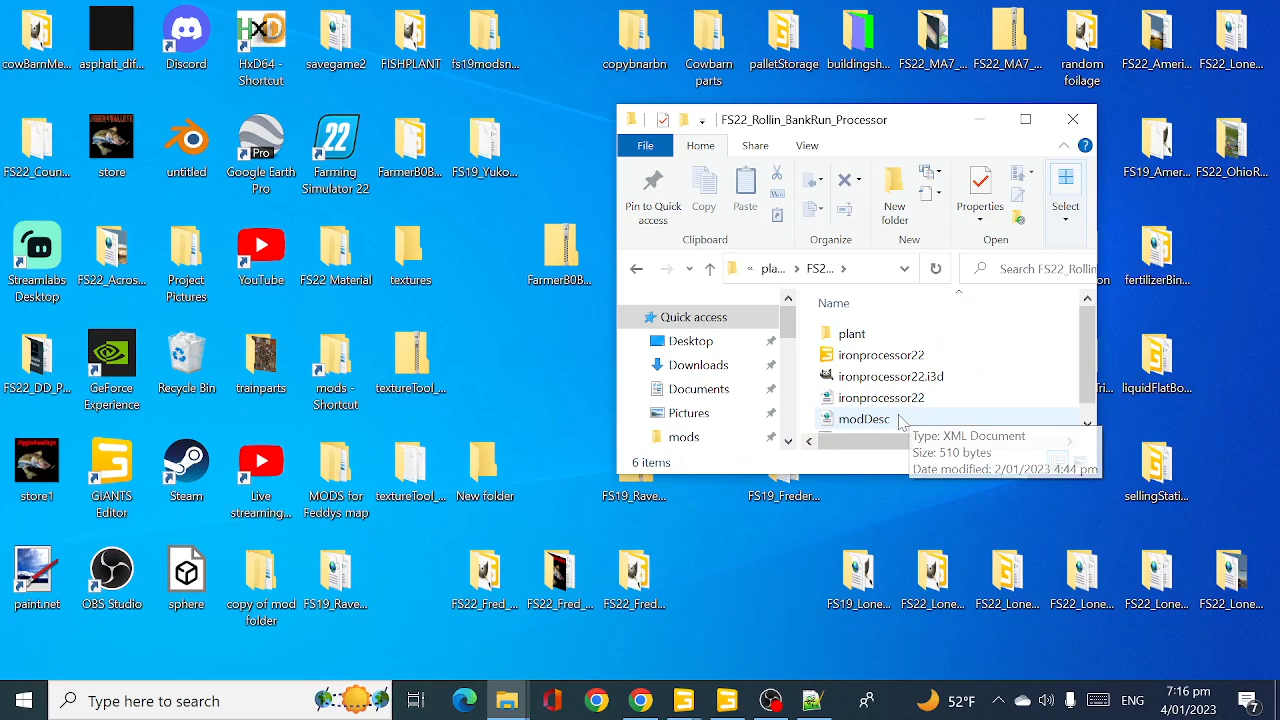 cowBarnMe...
asphalt_dif...
Discord
HxD64 -
Shortcut
savegame2
FISHPLANT
fs19modsn...
copybnarbn
Cowbarn
parts
palletStorage
buildingsh...
FS22_MA7_...
FS22_MA7_...
random
foilage
FS22_Ameri...
FS22_Lone...
FS22_Coun...
store
untitled
Google Earth
Pro
Farming
Simulator 22
FarmerB0B...
FS19_Yuko...
FS19_Amer...
FS22_OhioR...
Streamlabs
Desktop
FS22_Acros...
Project
Pictures
YouTube
FS22 Material
textures
FarmerB0B...
fertilizerBin...
FS22_DD_P...
GeForce
Experience
Recycle Bin
trainparts
mods -
Shortcut
textureTool_...
liquidFlatBo...
store1
GIANTS
Editor
Steam
Live
streaming...
MODS for
Feddys map
textureTool_...
New folder
FS19_Rave...
FS19_Freder...
sellingStati...
paint.net
OBS Studio
sphere
copy of mod
folder
FS19_Rave...
FS22_Fred_...
FS22_Fred_...
FS22_Fred...
FS19_Lone...
FS22_Lone...
FS22_Lone...
FS22_Lone...
FS22_Lone...
FS22_Lone...
FS22_Rollin_BankRun_Processor
File
Home
Share
View
Pin to Quick
access
Copy
Paste
New
folder
Properties
Select
Clipboard
Organize
New
Open
« pla... › FS2... ›
Search FS22_Rollin
Name
Quick access
Desktop
Downloads
Documents
Pictures
mods
plant
ironprocessor22
ironprocessor22.i3d
ironprocessor22
modDesc
Type: XML Document
Size: 510 bytes
Date modified: 2/01/2023 4:44 pm
6 items
Type here to search
52°F
ENG
7:16 pm
4/01/2023
7